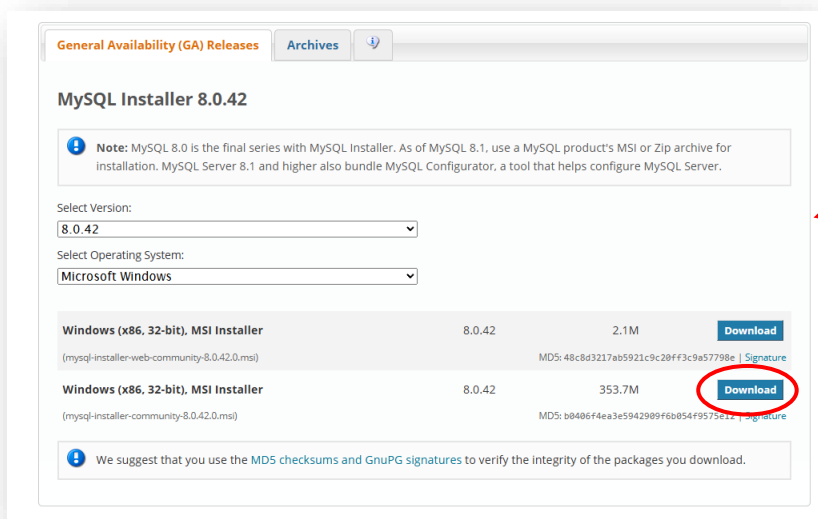 General Availability (GA) Releases
Archives
MySQL Installer 8.0.42
Note: MySQL 8.0 is the final series with MySQL Installer. As of MySQL 8.1, use a MySQL product's MSI or Zip archive for
installation. MySQL Server 8.1 and higher also bundle MySQL Configurator, a tool that helps configure MySQL Server.
Select Version:
8.0.42
Select Operating System:
Microsoft Windows
Windows (x86, 32-bit), MSI Installer 8.0.42 2.1M Download
(mysql-installer-web-community-8.0.42.0.msi) MD5: 48c8d3217ab5921c9c20ff3c9a57798e | Signature
Windows (x86, 32-bit), MSI Installer 8.0.42 353.7M Download
(mysql-installer-community-8.0.42.0.msi) MD5: b0406f4ea3e5942909f6b054f9575e12 | Signature
We suggest that you use the MD5 checksums and GnuPG signatures to verify the integrity of the packages you download.